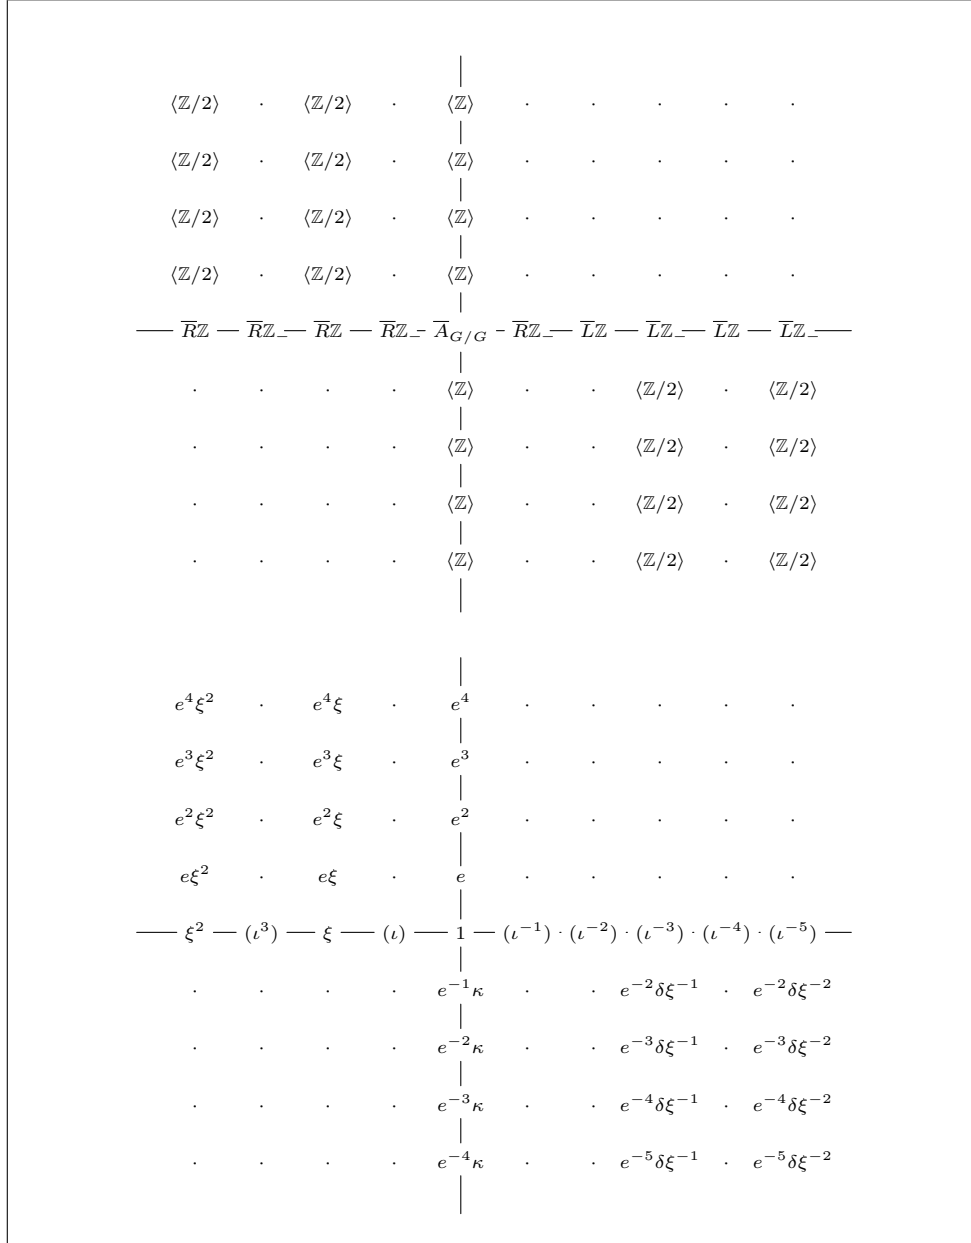 ⟨ℤ/2⟩ · ⟨ℤ/2⟩ · ⟨ℤ⟩ · · · · ·
⟨ℤ/2⟩ · ⟨ℤ/2⟩ · ⟨ℤ⟩ · · · · ·
⟨ℤ/2⟩ · ⟨ℤ/2⟩ · ⟨ℤ⟩ · · · · ·
⟨ℤ/2⟩ · ⟨ℤ/2⟩ · ⟨ℤ⟩ · · · · ·
R̅ℤ R̅ℤ₋ R̅ℤ R̅ℤ₋ A̅_{G/G} R̅ℤ₋ L̅ℤ L̅ℤ₋ L̅ℤ L̅ℤ₋
· · · · ⟨ℤ⟩ · · ⟨ℤ/2⟩ · ⟨ℤ/2⟩
· · · · ⟨ℤ⟩ · · ⟨ℤ/2⟩ · ⟨ℤ/2⟩
· · · · ⟨ℤ⟩ · · ⟨ℤ/2⟩ · ⟨ℤ/2⟩
· · · · ⟨ℤ⟩ · · ⟨ℤ/2⟩ · ⟨ℤ/2⟩
e⁴ξ² · e⁴ξ · e⁴ · · · · ·
e³ξ² · e³ξ · e³ · · · · ·
e²ξ² · e²ξ · e² · · · · ·
eξ² · eξ · e · · · · ·
ξ² (ι³) ξ (ι) 1 (ι⁻¹) · (ι⁻²) · (ι⁻³) · (ι⁻⁴) · (ι⁻⁵)
· · · · e⁻¹κ · · e⁻²δξ⁻¹ · e⁻²δξ⁻²
· · · · e⁻²κ · · e⁻³δξ⁻¹ · e⁻³δξ⁻²
· · · · e⁻³κ · · e⁻⁴δξ⁻¹ · e⁻⁴δξ⁻²
· · · · e⁻⁴κ · · e⁻⁵δξ⁻¹ · e⁻⁵δξ⁻²